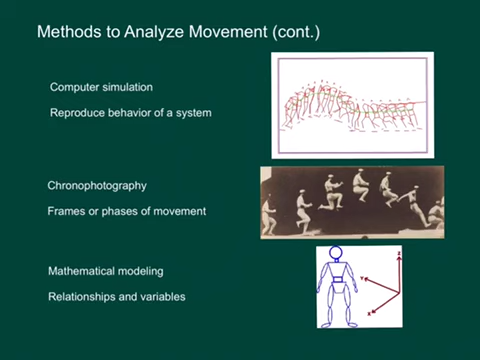 Methods to Analyze Movement (cont.)
Computer simulation
Reproduce behavior of a system
Chronophotography
Frames or phases of movement
Mathematical modeling
Relationships and variables
Z
Y
X